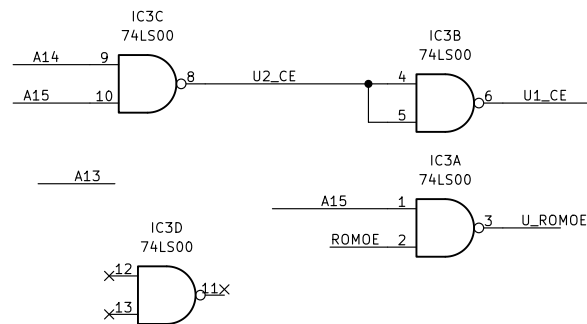 IC3C
74LS00
A14
9
A15
10
8
U2_CE
IC3B
74LS00
4
5
6
U1_CE
A13
IC3A
74LS00
A15
1
ROMOE
2
3
U_ROMOE
IC3D
74LS00
12
13
11